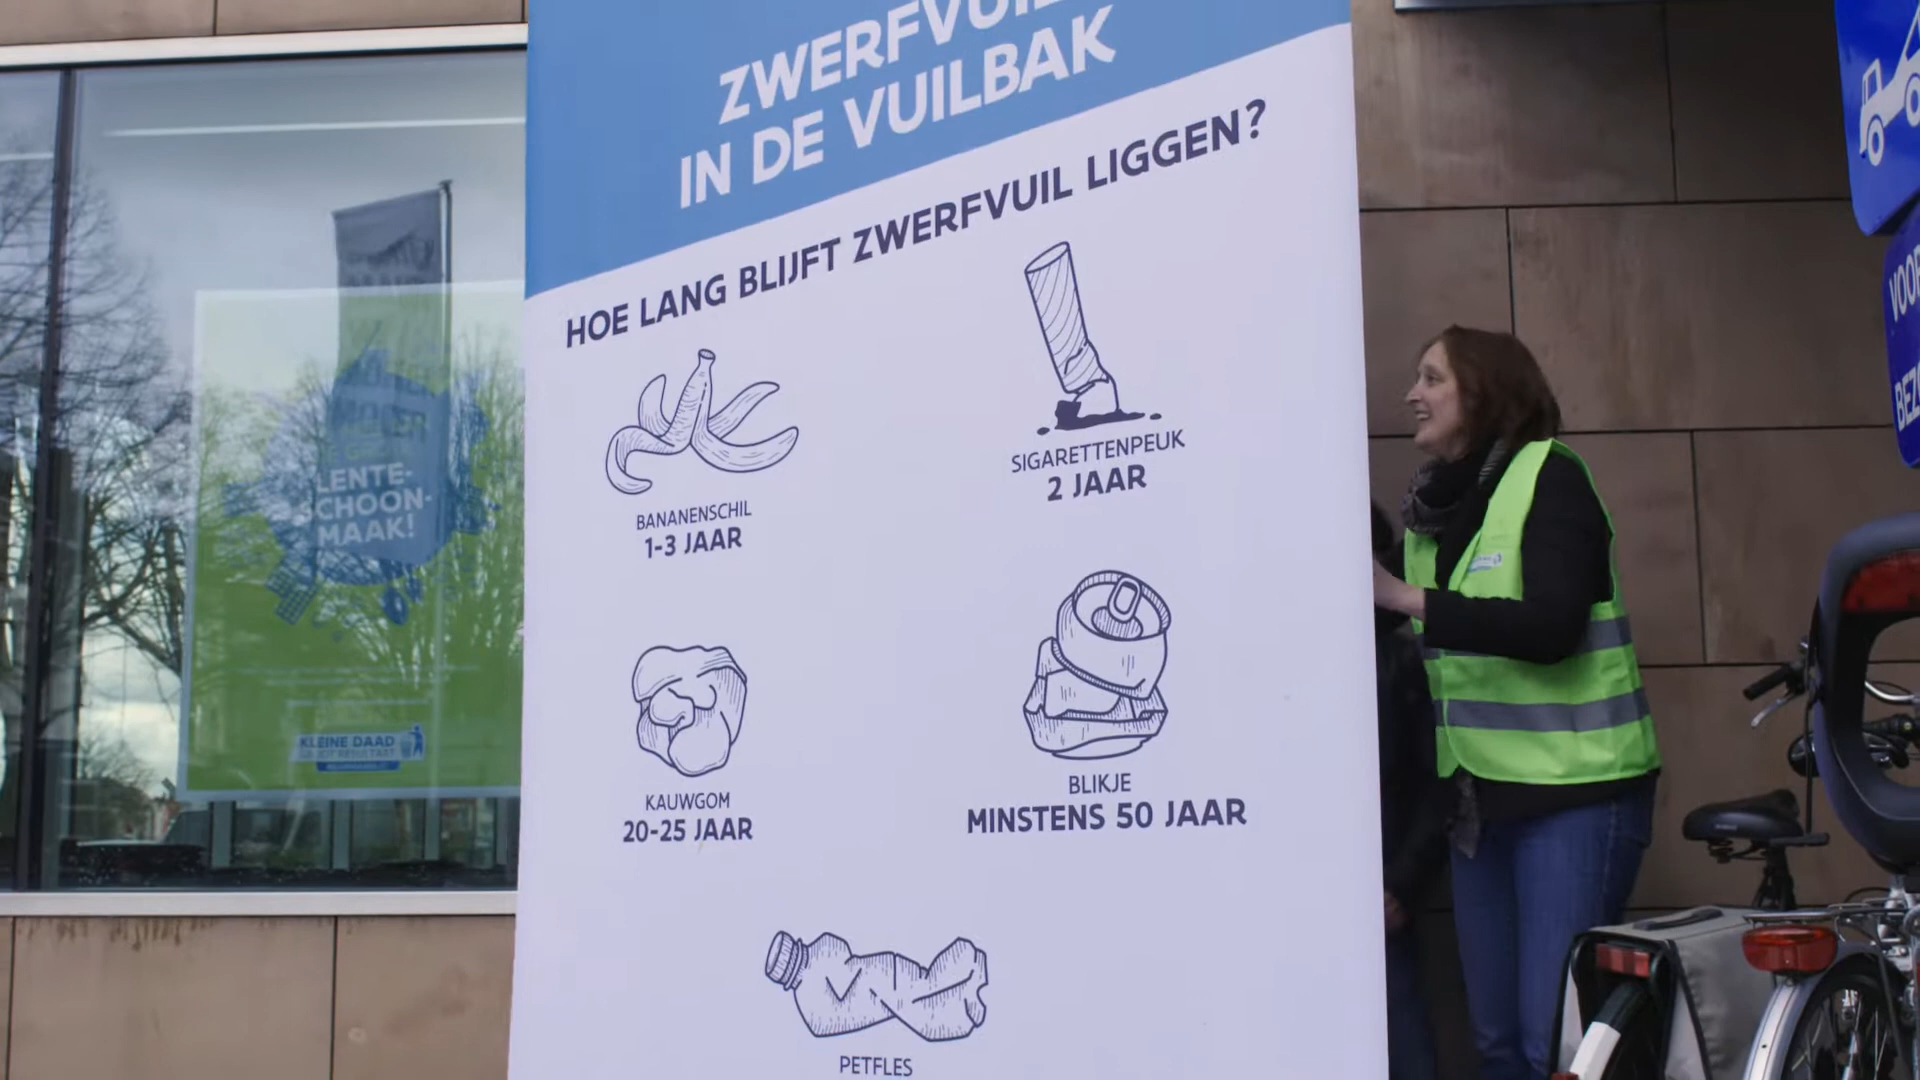 ZWERFVUIL
IN DE VUILBAK
HOE LANG BLIJFT ZWERFVUIL LIGGEN?
BANANENSCHIL
1-3 JAAR
SIGARETTENPEUK
2 JAAR
KAUWGOM
20-25 JAAR
BLIKJE
MINSTENS 50 JAAR
PETFLES
LENTE-
SCHOON-
MAAK!
KLEINE DAAD